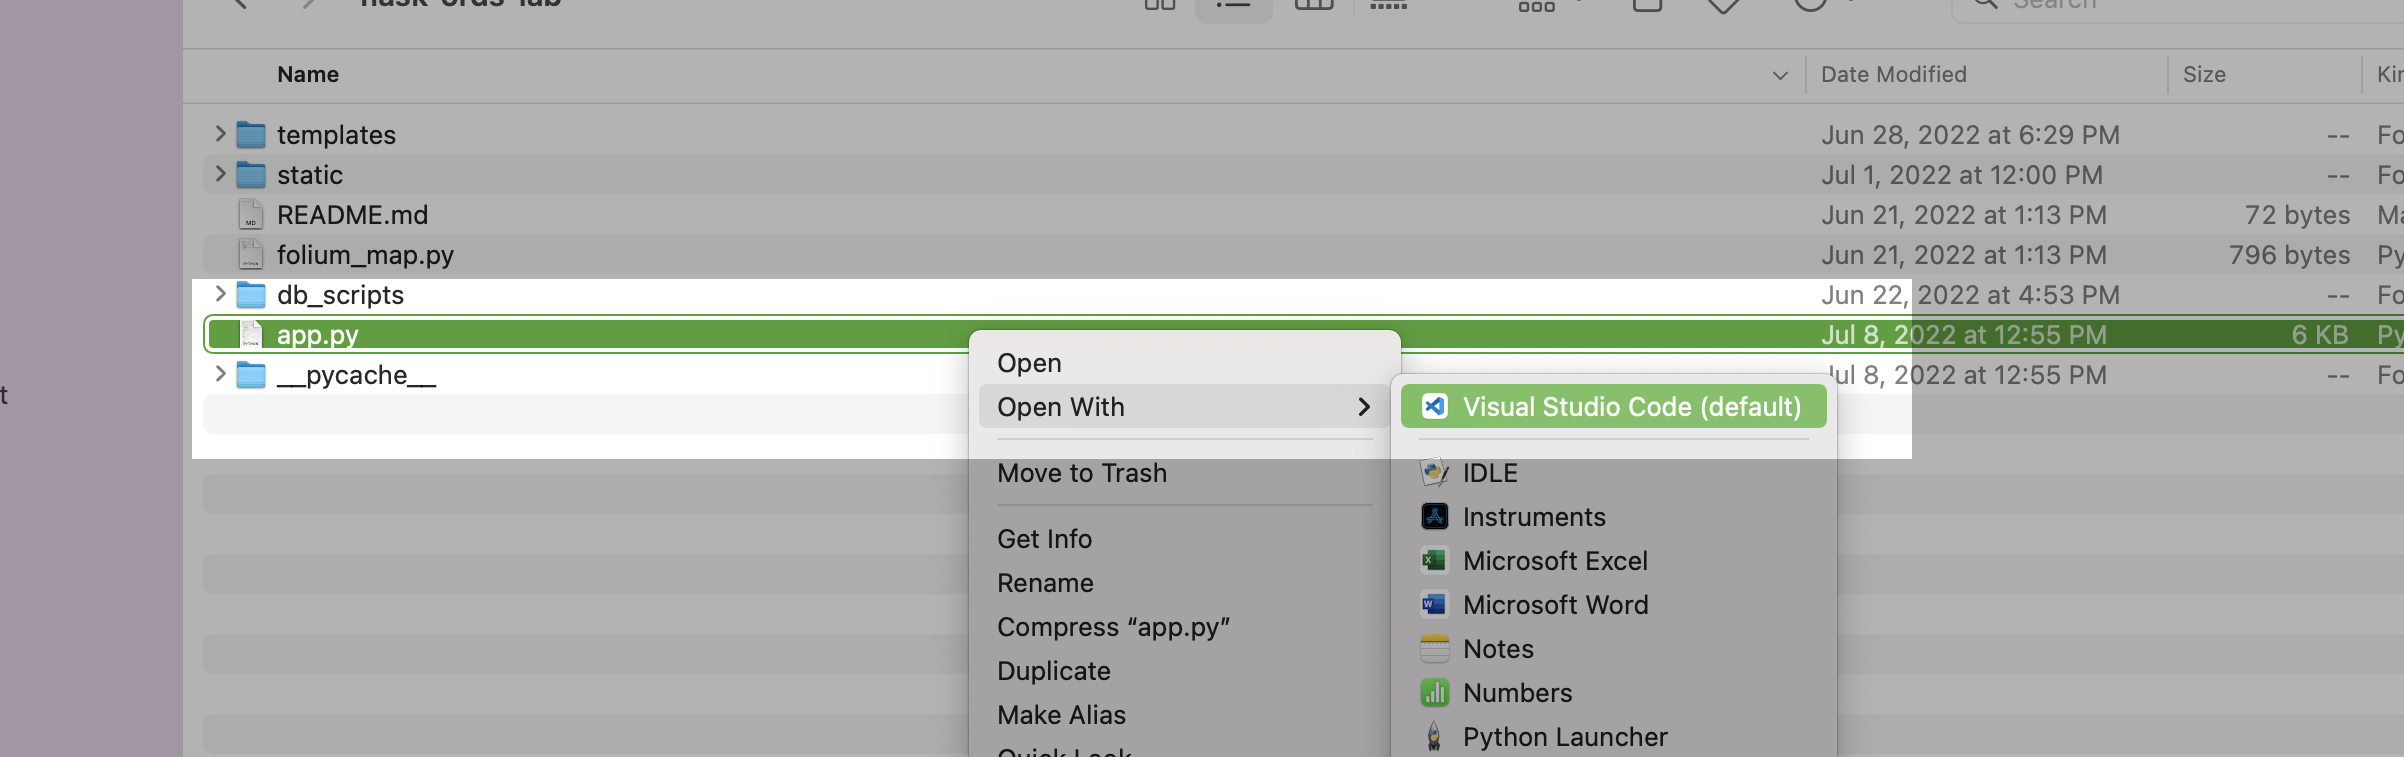 flask-ords-lab
Search
Name Date Modified Size
templates Jun 28, 2022 at 6:29 PM -- Fo
static Jul 1, 2022 at 12:00 PM -- Fo
README.md Jun 21, 2022 at 1:13 PM 72 bytes Ma
folium_map.py Jun 21, 2022 at 1:13 PM 796 bytes Py
db_scripts Jun 22, 2022 at 4:53 PM -- Fo
app.py Jul 8, 2022 at 12:55 PM 6 KB Py
__pycache__ Jul 8, 2022 at 12:55 PM -- Fo
t
Open
Open With
Move to Trash
Get Info
Rename
Compress “app.py”
Duplicate
Make Alias
Quick Look
Visual Studio Code (default)
IDLE
Instruments
Microsoft Excel
Microsoft Word
Notes
Numbers
Python Launcher